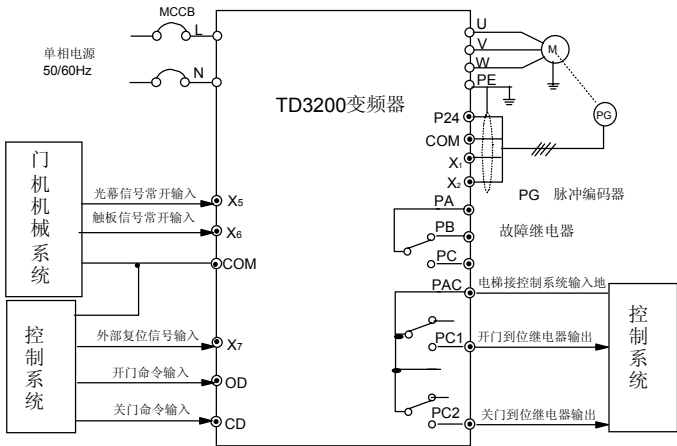 MCCB
L
单相电源
50/60Hz
N
TD3200变频器
U
V
W
PE
M
PG
P24
COM
X1
X2
PG 脉冲编码器
PA
PB
故障继电器
PC
门机机械系统
光幕信号常开输入
X5
触板信号常开输入
X6
COM
PAC
电梯接控制系统输入地
控制系统
外部复位信号输入
X7
开门命令输入
OD
关门命令输入
CD
PC1
开门到位继电器输出
PC2
关门到位继电器输出
控制系统